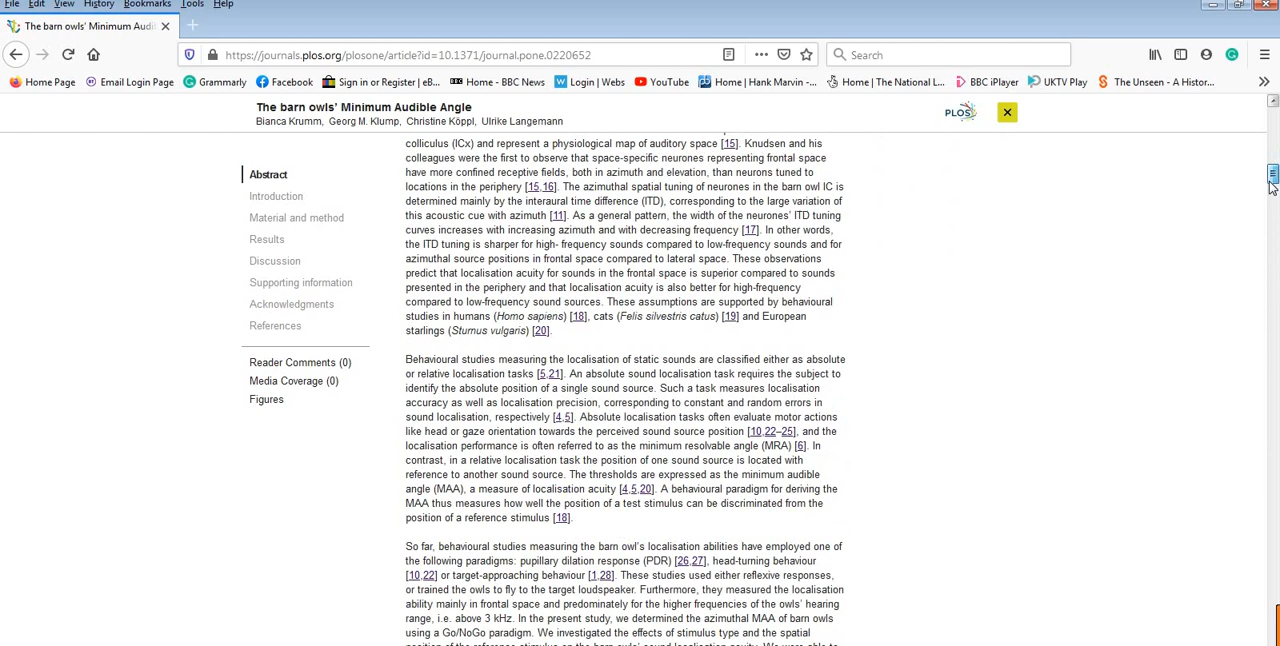 File Edit View History Bookmarks Tools Help
The barn owls' Minimum Audi
https://journals.plos.org/plosone/article?id=10.1371/journal.pone.0220652
Search
Home Page Email Login Page Grammarly Facebook Sign in or Register | eB... Home - BBC News Login | Webs YouTube Home | Hank Marvin -... Home | The National L... BBC iPlayer UKTV Play The Unseen - A Histor...
The barn owls' Minimum Audible Angle
Bianca Krumm, Georg M. Klump, Christine Köppl, Ulrike Langemann
PLOS
Abstract
Introduction
Material and method
Results
Discussion
Supporting information
Acknowledgments
References
Reader Comments (0)
Media Coverage (0)
Figures
colliculus (ICx) and represent a physiological map of auditory space [15]. Knudsen and his
colleagues were the first to observe that space-specific neurones representing frontal space
have more confined receptive fields, both in azimuth and elevation, than neurons tuned to
locations in the periphery [15,16]. The azimuthal spatial tuning of neurones in the barn owl IC is
determined mainly by the interaural time difference (ITD), corresponding to the large variation of
this acoustic cue with azimuth [11]. As a general pattern, the width of the neurones' ITD tuning
curves increases with increasing azimuth and with decreasing frequency [17]. In other words,
the ITD tuning is sharper for high- frequency sounds compared to low-frequency sounds and for
azimuthal source positions in frontal space compared to lateral space. These observations
predict that localisation acuity for sounds in the frontal space is superior compared to sounds
presented in the periphery and that localisation acuity is also better for high-frequency
compared to low-frequency sound sources. These assumptions are supported by behavioural
studies in humans (Homo sapiens) [18], cats (Felis silvestris catus) [19] and European
starlings (Sturnus vulgaris) [20].
Behavioural studies measuring the localisation of static sounds are classified either as absolute
or relative localisation tasks [5,21]. An absolute sound localisation task requires the subject to
identify the absolute position of a single sound source. Such a task measures localisation
accuracy as well as localisation precision, corresponding to constant and random errors in
sound localisation, respectively [4,5]. Absolute localisation tasks often evaluate motor actions
like head or gaze orientation towards the perceived sound source position [10,22–25], and the
localisation performance is often referred to as the minimum resolvable angle (MRA) [6]. In
contrast, in a relative localisation task the position of one sound source is located with
reference to another sound source. The thresholds are expressed as the minimum audible
angle (MAA), a measure of localisation acuity [4,5,20]. A behavioural paradigm for deriving the
MAA thus measures how well the position of a test stimulus can be discriminated from the
position of a reference stimulus [18].
So far, behavioural studies measuring the barn owl's localisation abilities have employed one of
the following paradigms: pupillary dilation response (PDR) [26,27], head-turning behaviour
[10,22] or target-approaching behaviour [1,28]. These studies used either reflexive responses,
or trained the owls to fly to the target loudspeaker. Furthermore, they measured the localisation
ability mainly in frontal space and predominantly for the higher frequencies of the owls' hearing
range, i.e. above 3 kHz. In the present study, we determined the azimuthal MAA of barn owls
using a Go/NoGo paradigm. We investigated the effects of stimulus type and the spatial